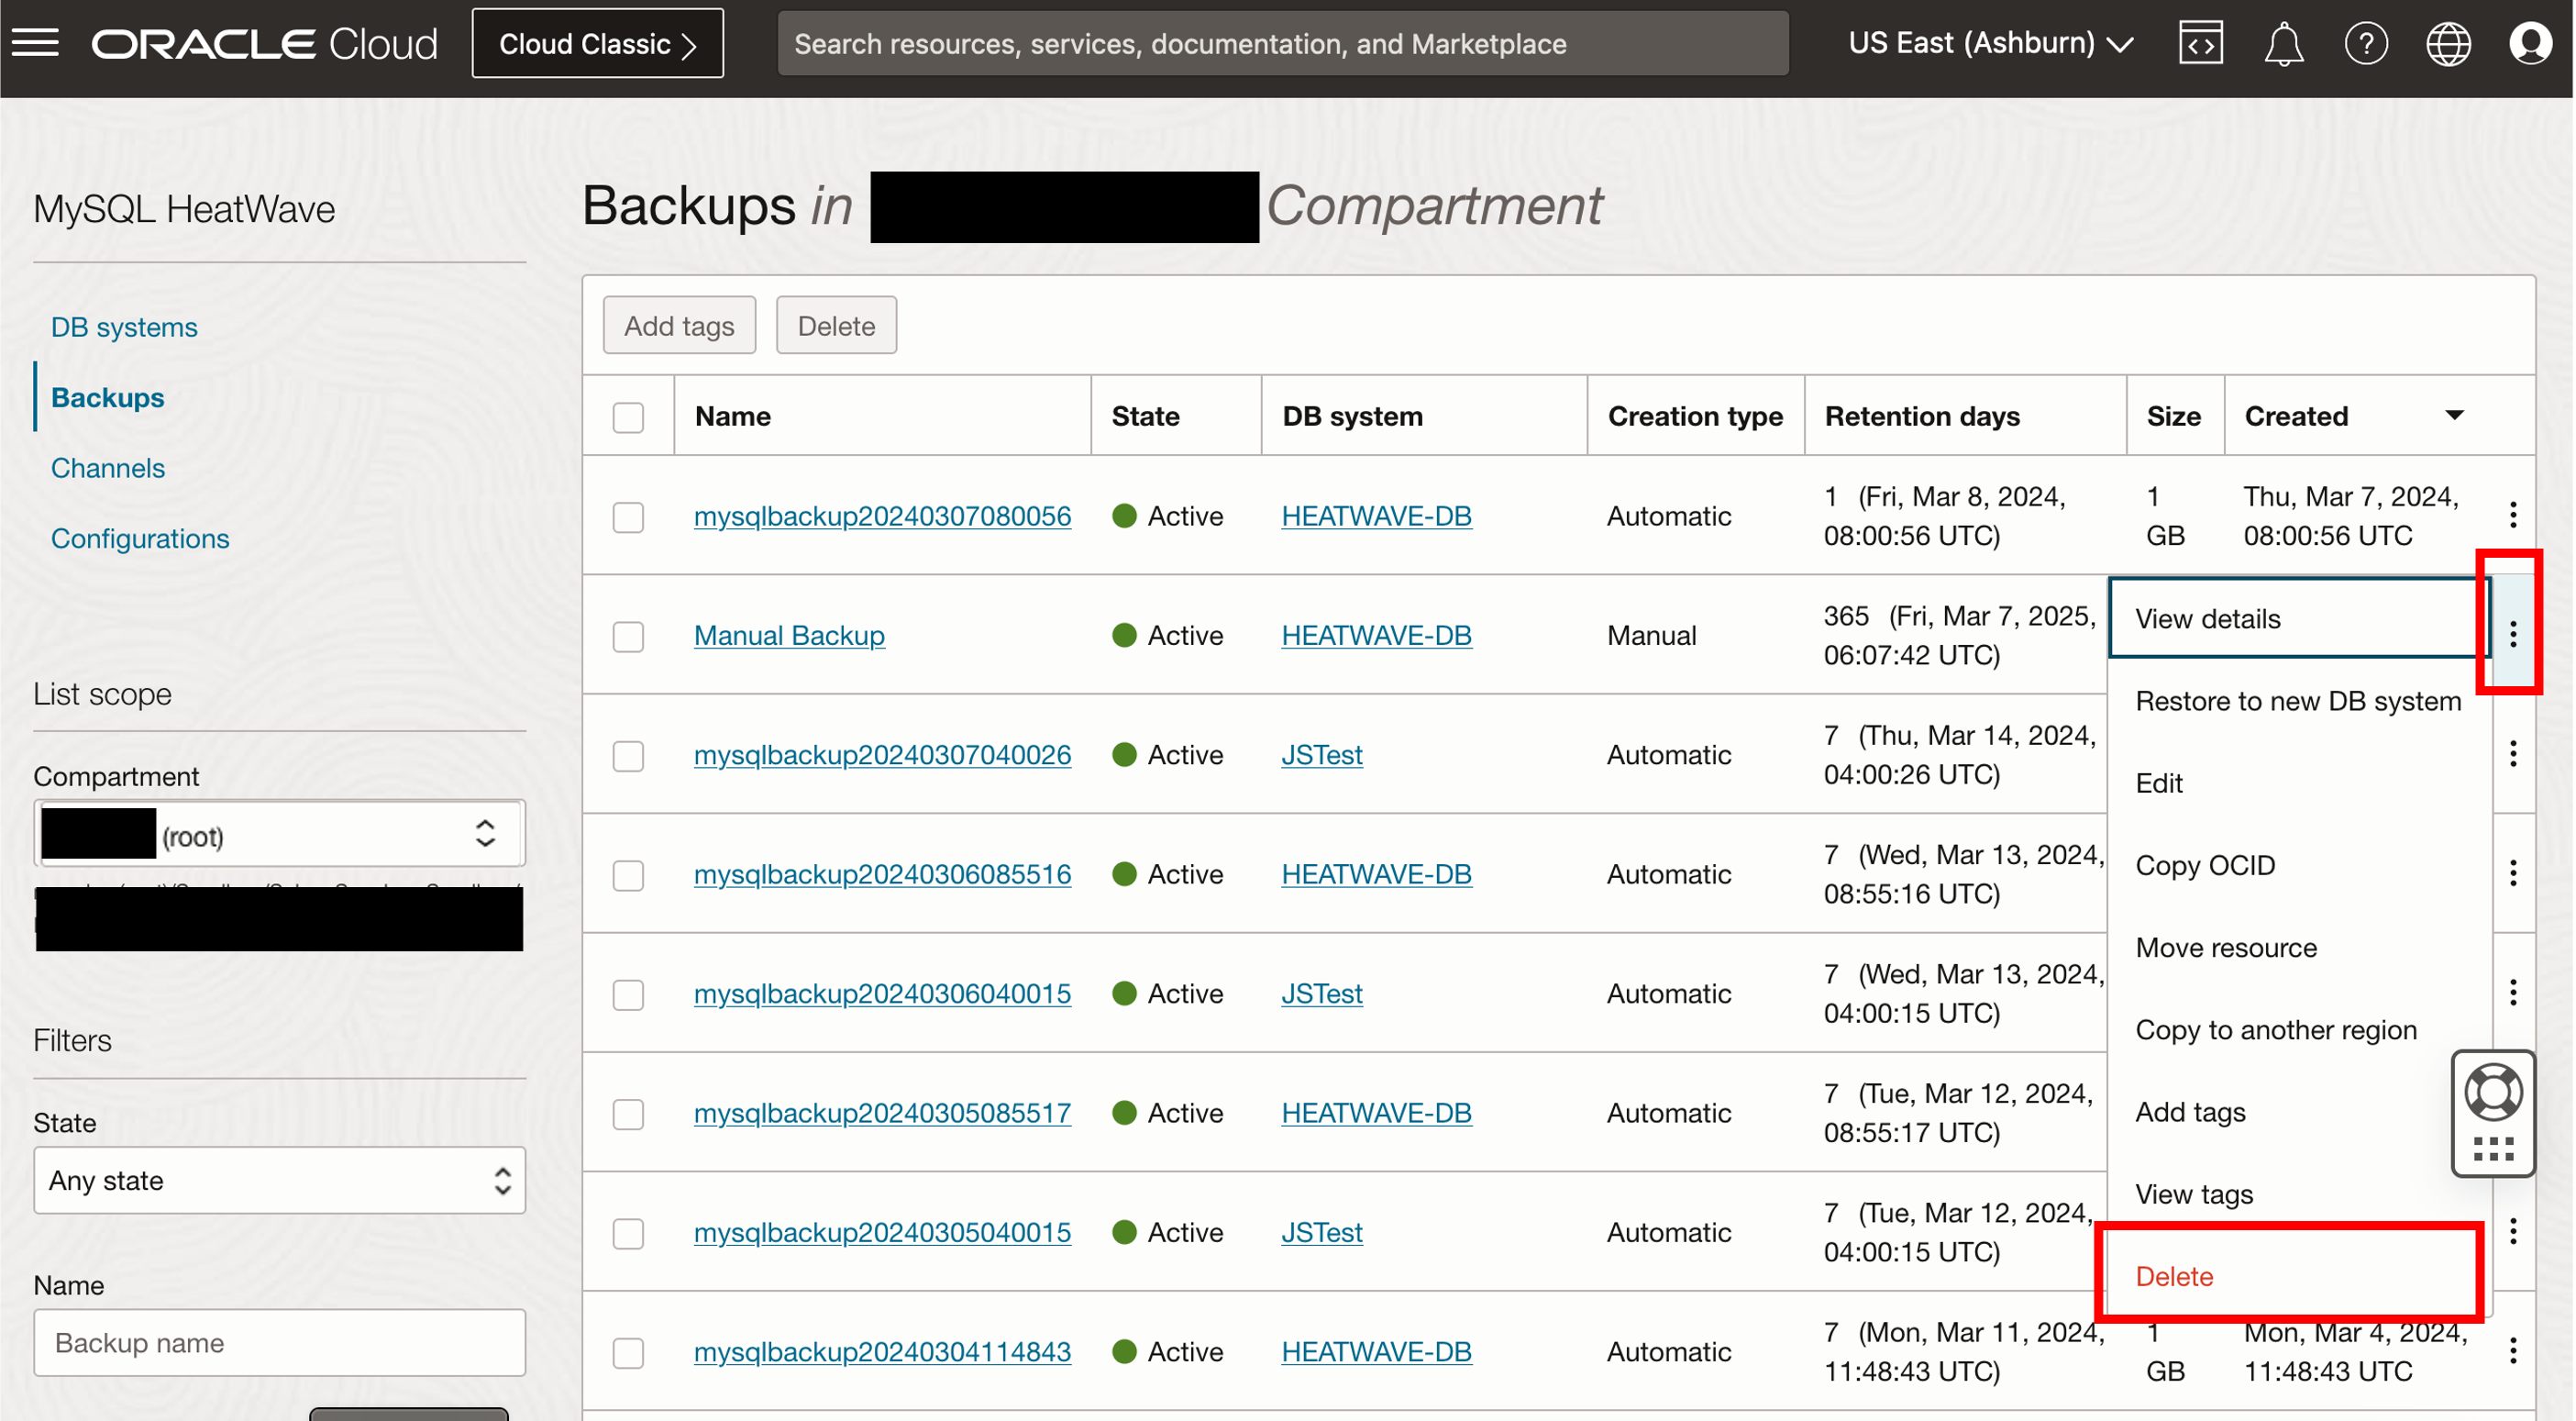 ORACLE Cloud
Cloud Classic
Search resources, services, documentation, and Marketplace
US East (Ashburn)
MySQL HeatWave
DB systems
Backups
Channels
Configurations
List scope
Compartment
(root)
Filters
State
Any state
Name
Backup name
Backups in Compartment
Add tags Delete
Name State DB system Creation type Retention days Size Created
mysqlbackup20240307080056 Active HEATWAVE-DB Automatic 1 (Fri, Mar 8, 2024, 1 Thu, Mar 7, 2024,
08:00:56 UTC) GB 08:00:56 UTC
Manual Backup Active HEATWAVE-DB Manual 365 (Fri, Mar 7, 2025,
06:07:42 UTC)
mysqlbackup20240307040026 Active JSTest Automatic 7 (Thu, Mar 14, 2024,
04:00:26 UTC)
mysqlbackup20240306085516 Active HEATWAVE-DB Automatic 7 (Wed, Mar 13, 2024,
08:55:16 UTC)
mysqlbackup20240306040015 Active JSTest Automatic 7 (Wed, Mar 13, 2024,
04:00:15 UTC)
mysqlbackup20240305085517 Active HEATWAVE-DB Automatic 7 (Tue, Mar 12, 2024,
08:55:17 UTC)
mysqlbackup20240305040015 Active JSTest Automatic 7 (Tue, Mar 12, 2024,
04:00:15 UTC)
mysqlbackup20240304114843 Active HEATWAVE-DB Automatic 7 (Mon, Mar 11, 2024, 1 Mon, Mar 4, 2024,
11:48:43 UTC) GB 11:48:43 UTC
View details
Restore to new DB system
Edit
Copy OCID
Move resource
Copy to another region
Add tags
View tags
Delete